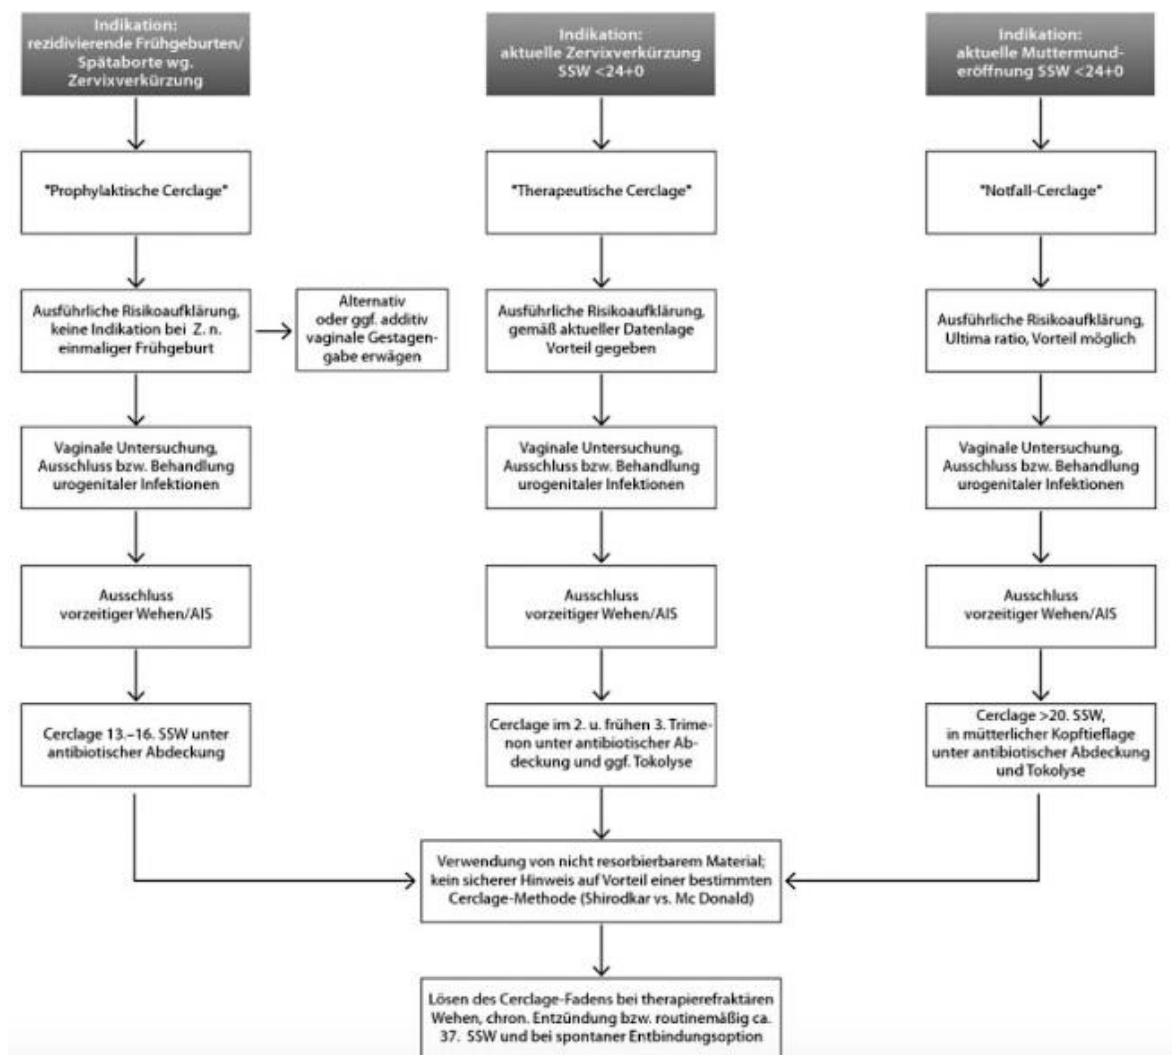 Indikation:
rezidivierende Frühgeburten/
Spätaborte wg.
Zervixverkürzung
"Prophylaktische Cerclage"
Ausführliche Risikoaufklärung,
keine Indikation bei Z. n.
einmaliger Frühgeburt
Alternativ
oder ggf. additiv
vaginale Gestagen-
gabe erwägen
Vaginale Untersuchung,
Ausschluss bzw. Behandlung
urogenitaler Infektionen
Ausschluss
vorzeitiger Wehen/AIS
Cerclage 13.–16. SSW unter
antibiotischer Abdeckung
Indikation:
aktuelle Zervixverkürzung
SSW <24+0
"Therapeutische Cerclage"
Ausführliche Risikoaufklärung,
gemäß aktueller Datenlage
Vorteil gegeben
Vaginale Untersuchung,
Ausschluss bzw. Behandlung
urogenitaler Infektionen
Ausschluss
vorzeitiger Wehen/AIS
Cerclage im 2. u. frühen 3. Trime-
non unter antibiotischer Ab-
deckung und ggf. Tokolyse
Indikation:
aktuelle Muttermund-
eröffnung SSW <24+0
"Notfall-Cerclage"
Ausführliche Risikoaufklärung,
Ultima ratio, Vorteil möglich
Vaginale Untersuchung,
Ausschluss bzw. Behandlung
urogenitaler Infektionen
Ausschluss
vorzeitiger Wehen/AIS
Cerclage >20. SSW,
in mütterlicher Kopftieflage
unter antibiotischer Abdeckung
und Tokolyse
Verwendung von nicht resorbierbarem Material;
kein sicherer Hinweis auf Vorteil einer bestimmten
Cerclage-Methode (Shirodkar vs. Mc Donald)
Lösen des Cerclage-Fadens bei therapierefraktären
Wehen, chron. Entzündung bzw. routinemäßig ca.
37. SSW und bei spontaner Entbindungsoption